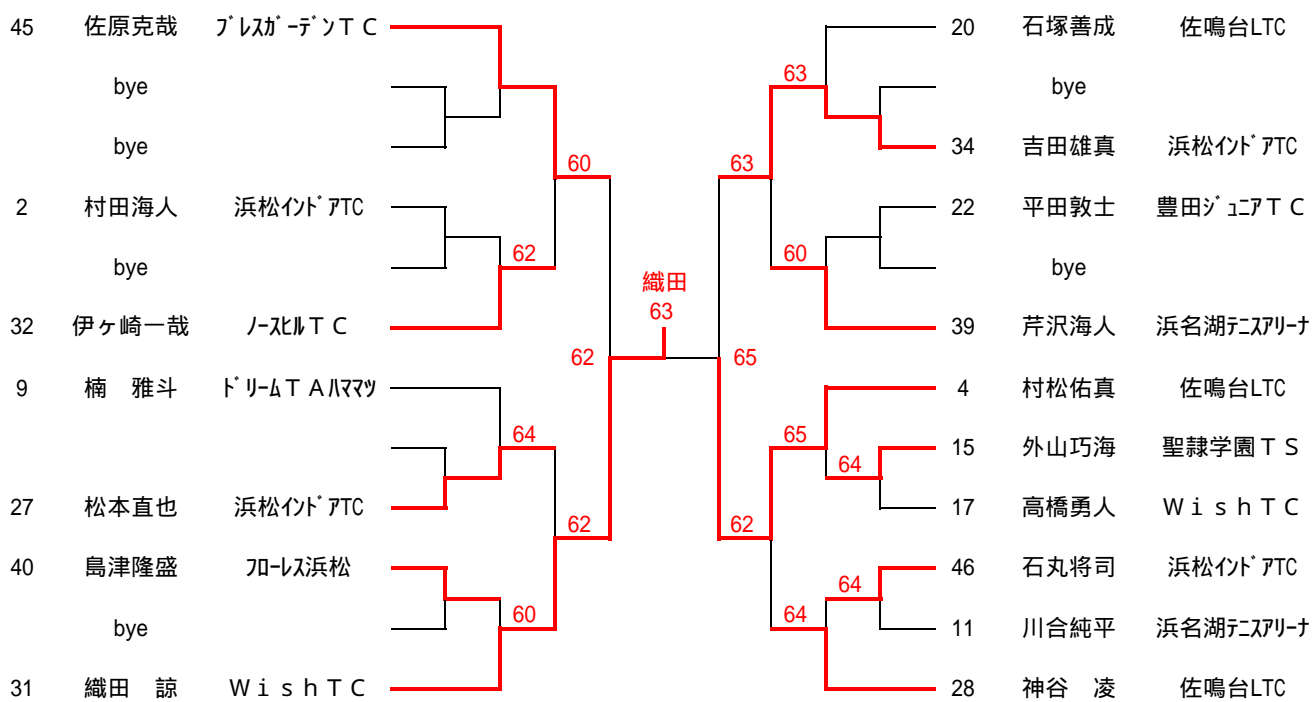 45 佐原克哉 ブレスガーデンTC 20 石塚善成 佐鳴台LTC
63
bye bye
bye 34 吉田雄真 浜松インドアTC
60 63
2 村田海人 浜松インドアTC 22 平田敦士 豊田ジュニアTC
62 60
bye bye
織田
63
32 伊ヶ崎一哉 ノースヒルTC 39 芹沢海人 浜名湖テニスアリーナ
62 65
9 楠 雅斗 ドリームTAハママツ 4 村松佑真 佐鳴台LTC
64 65
15 外山巧海 聖隷学園TS
64
27 松本直也 浜松インドアTC 17 高橋勇人 WishTC
62 62
40 島津隆盛 フローレス浜松 46 石丸将司 浜松インドアTC
64
60 64
bye 11 川合純平 浜名湖テニスアリーナ
31 織田 諒 WishTC 28 神谷 凌 佐鳴台LTC